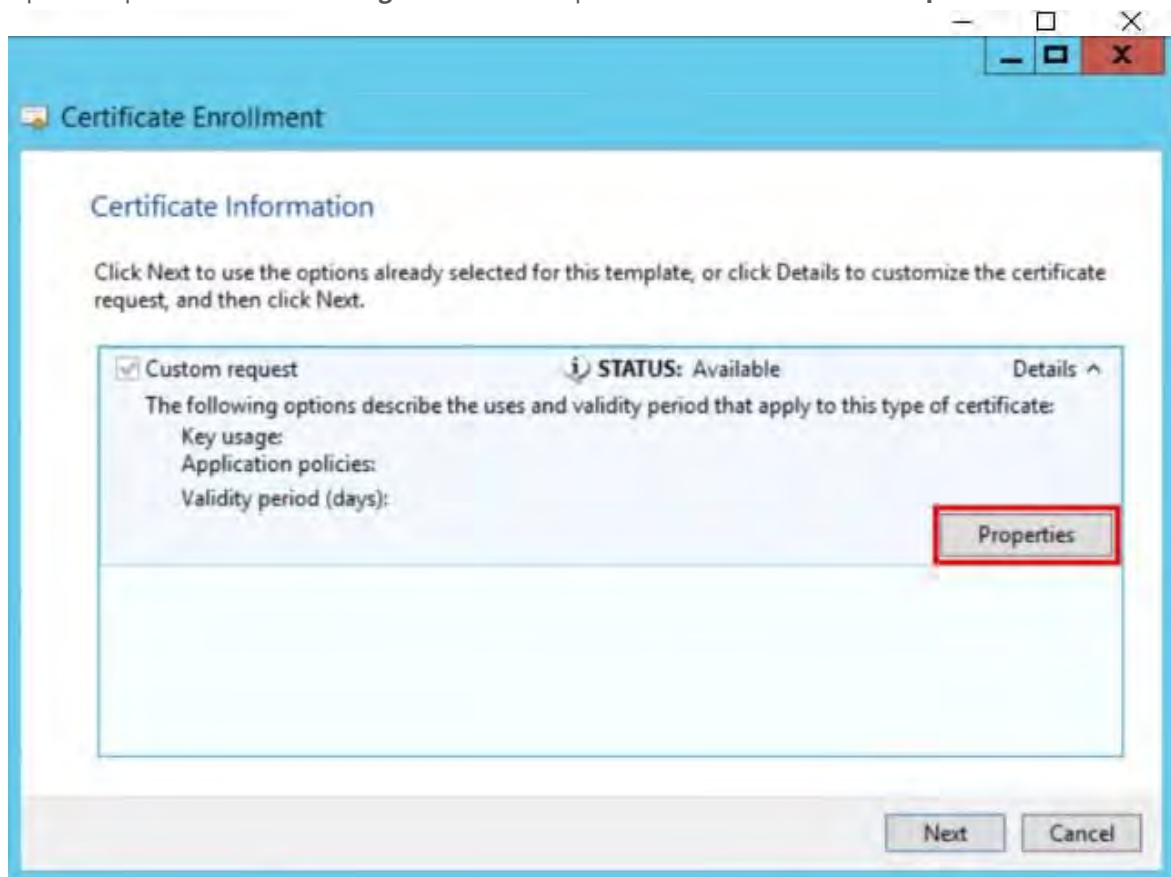 Certificate Enrollment
Certificate Information
Click Next to use the options already selected for this template, or click Details to customize the certificate
request, and then click Next.
Custom request STATUS: Available Details
The following options describe the uses and validity period that apply to this type of certificate:
Key usage:
Application policies:
Validity period (days):
Properties
Next Cancel